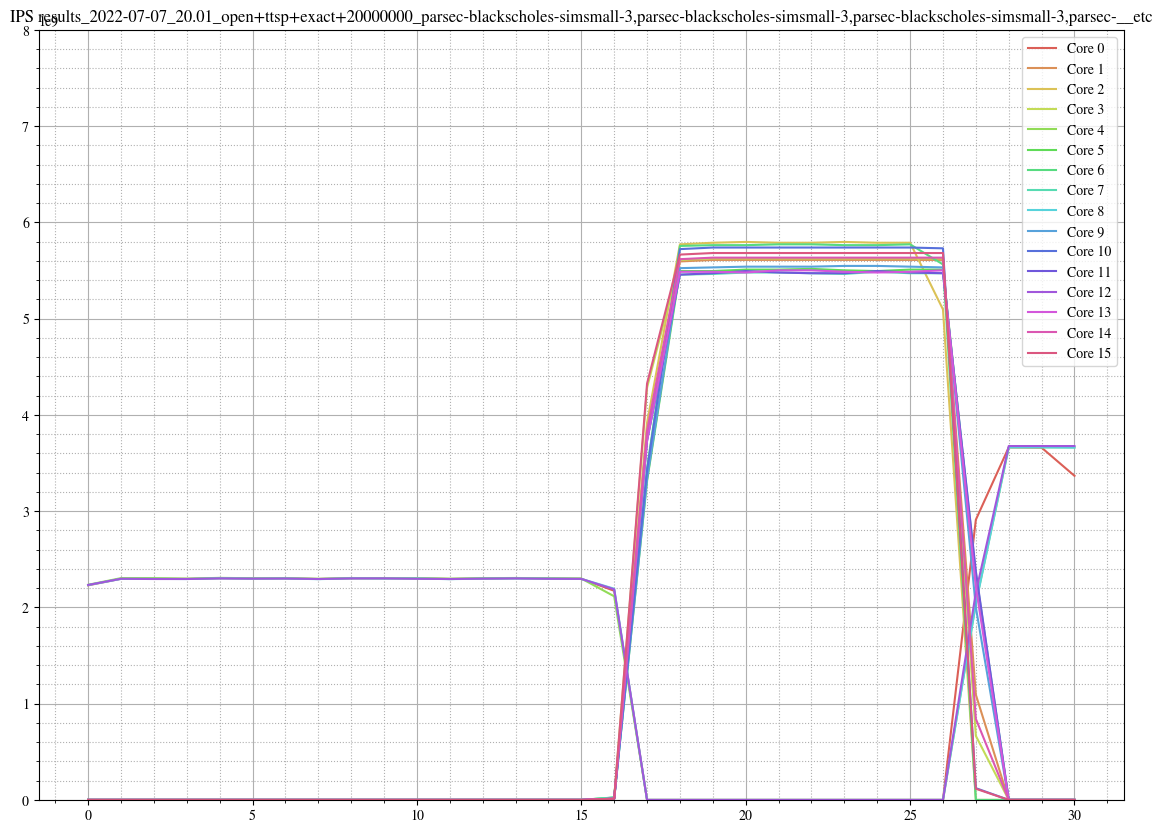 IPS results_2022-07-07_20.01_open+ttsp+exact+20000000_parsec-blackscholes-simsmall-3,parsec-blackscholes-simsmall-3,parsec-blackscholes-simsmall-3,parsec-__etc
1e9
8
7
6
5
4
3
2
1
0
Core 0
Core 1
Core 2
Core 3
Core 4
Core 5
Core 6
Core 7
Core 8
Core 9
Core 10
Core 11
Core 12
Core 13
Core 14
Core 15
0 5 10 15 20 25 30